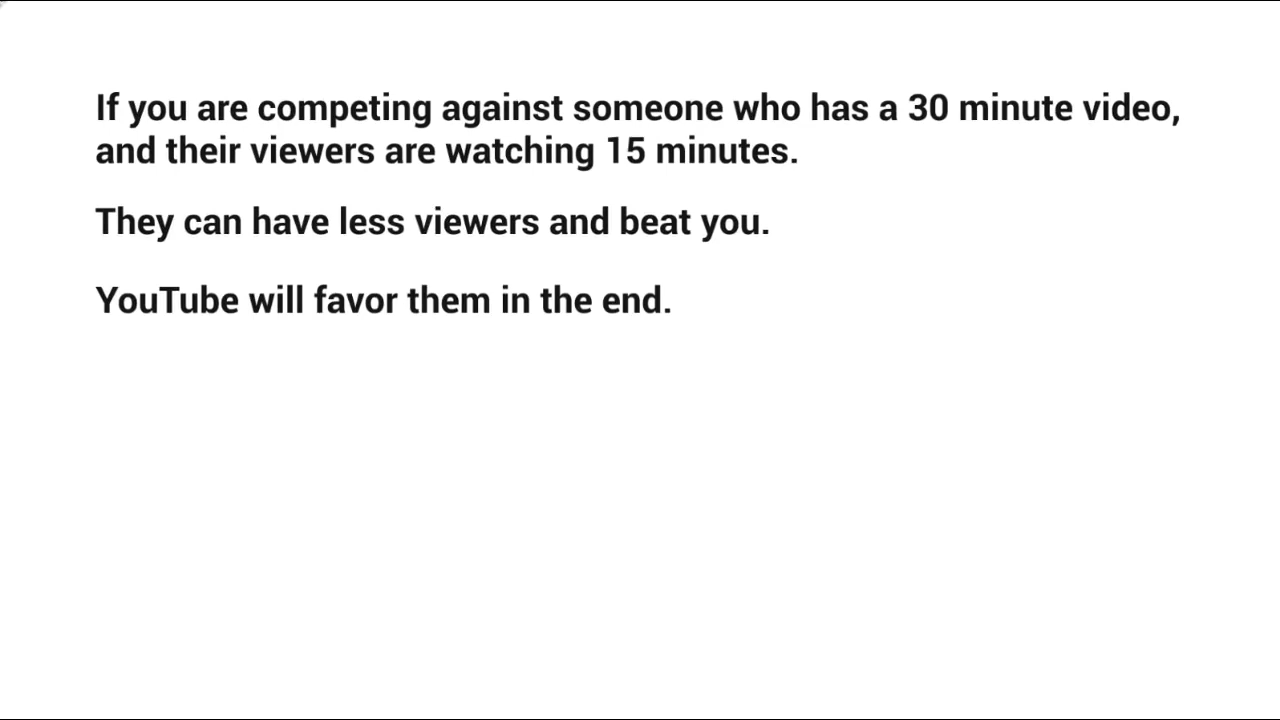 If you are competing against someone who has a 30 minute video,
and their viewers are watching 15 minutes.
They can have less viewers and beat you.
YouTube will favor them in the end.